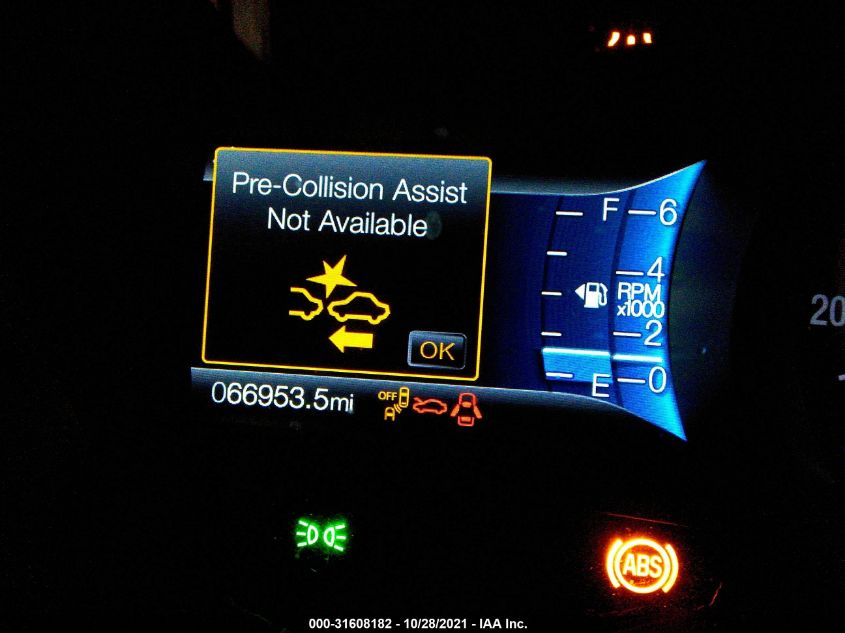 Pre-Collision Assist
Not Available
OK
F
6
4
RPM
x1000
2
E
0
20
066953.5mi
OFF
ABS
000-31608182 - 10/28/2021 - IAA Inc.